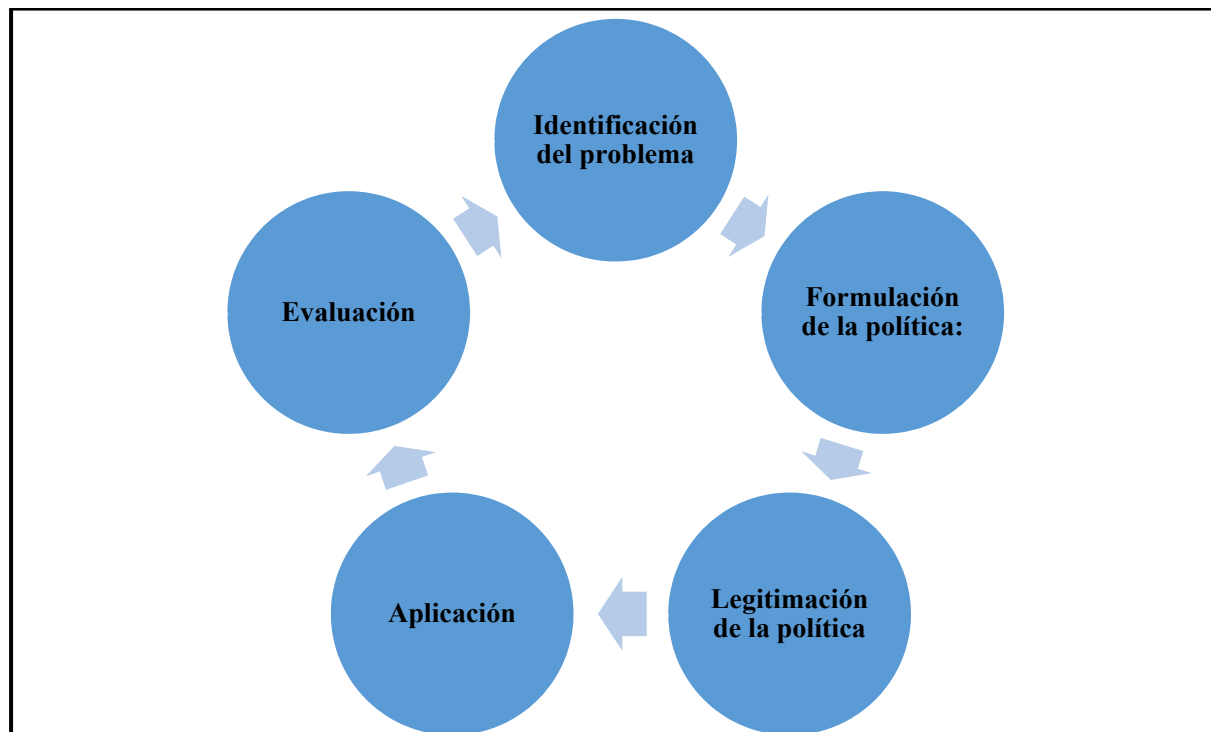 Identificación
del problema
Formulación
de la política:
Legitimación
de la política
Aplicación
Evaluación